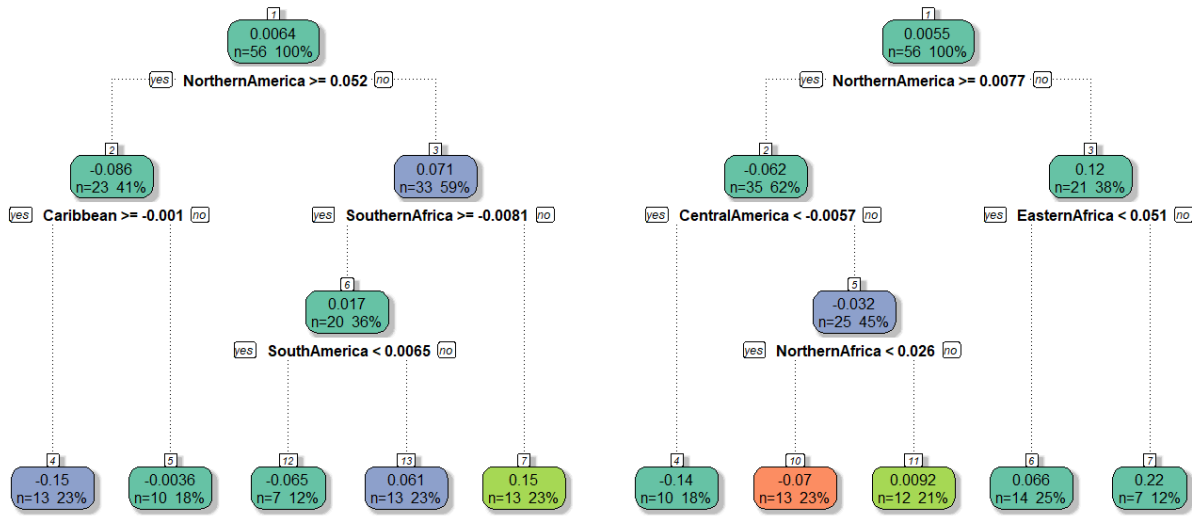 1
0.0064
n=56 100%
yes NorthernAmerica >= 0.052 no
2
-0.086
n=23 41%
yes Caribbean >= -0.001 no
3
0.071
n=33 59%
yes SouthernAfrica >= -0.0081 no
6
0.017
n=20 36%
yes SouthAmerica < 0.0065 no
4
-0.15
n=13 23%
5
-0.0036
n=10 18%
12
-0.065
n=7 12%
13
0.061
n=13 23%
7
0.15
n=13 23%
1
0.0055
n=56 100%
yes NorthernAmerica >= 0.0077 no
2
-0.062
n=35 62%
yes CentralAmerica < -0.0057 no
3
0.12
n=21 38%
yes EasternAfrica < 0.051 no
5
-0.032
n=25 45%
yes NorthernAfrica < 0.026 no
4
-0.14
n=10 18%
10
-0.07
n=13 23%
11
0.0092
n=12 21%
6
0.066
n=14 25%
7
0.22
n=7 12%